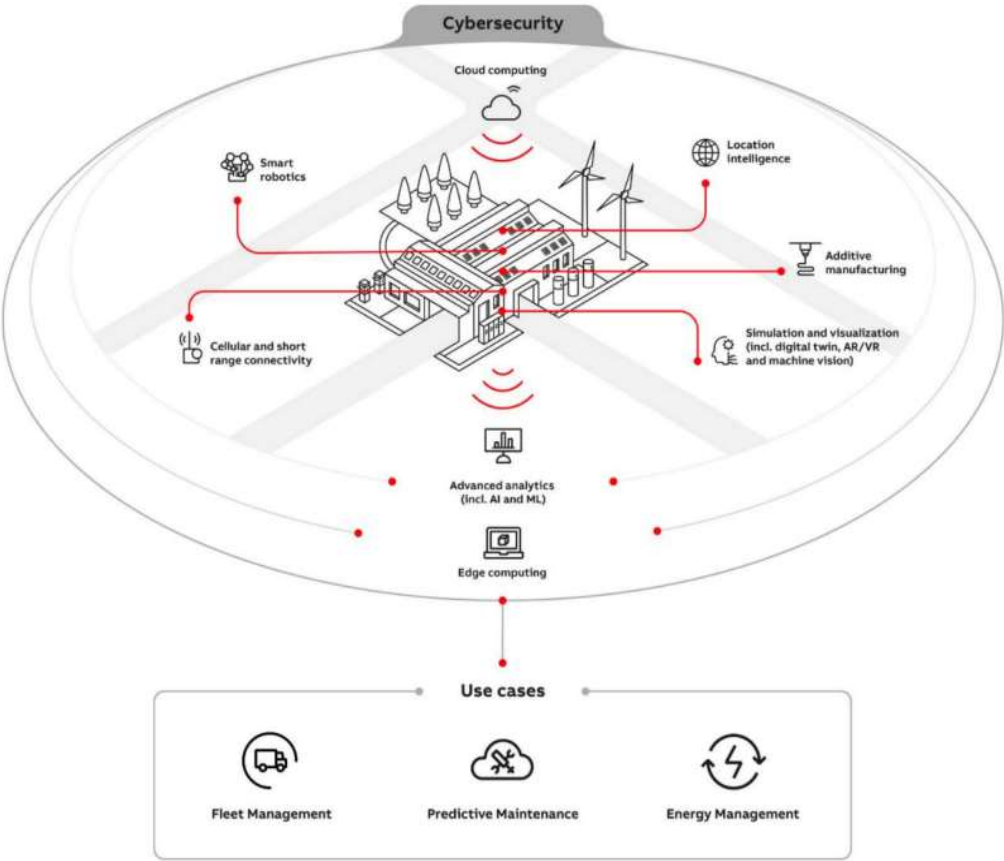 Cybersecurity
Cloud computing
Smart
robotics
Location
intelligence
Additive
manufacturing
Cellular and short
range connectivity
Simulation and visualization
(incl. digital twin, AR/VR
and machine vision)
Advanced analytics
(incl. AI and ML)
Edge computing
Use cases
Fleet Management
Predictive Maintenance
Energy Management